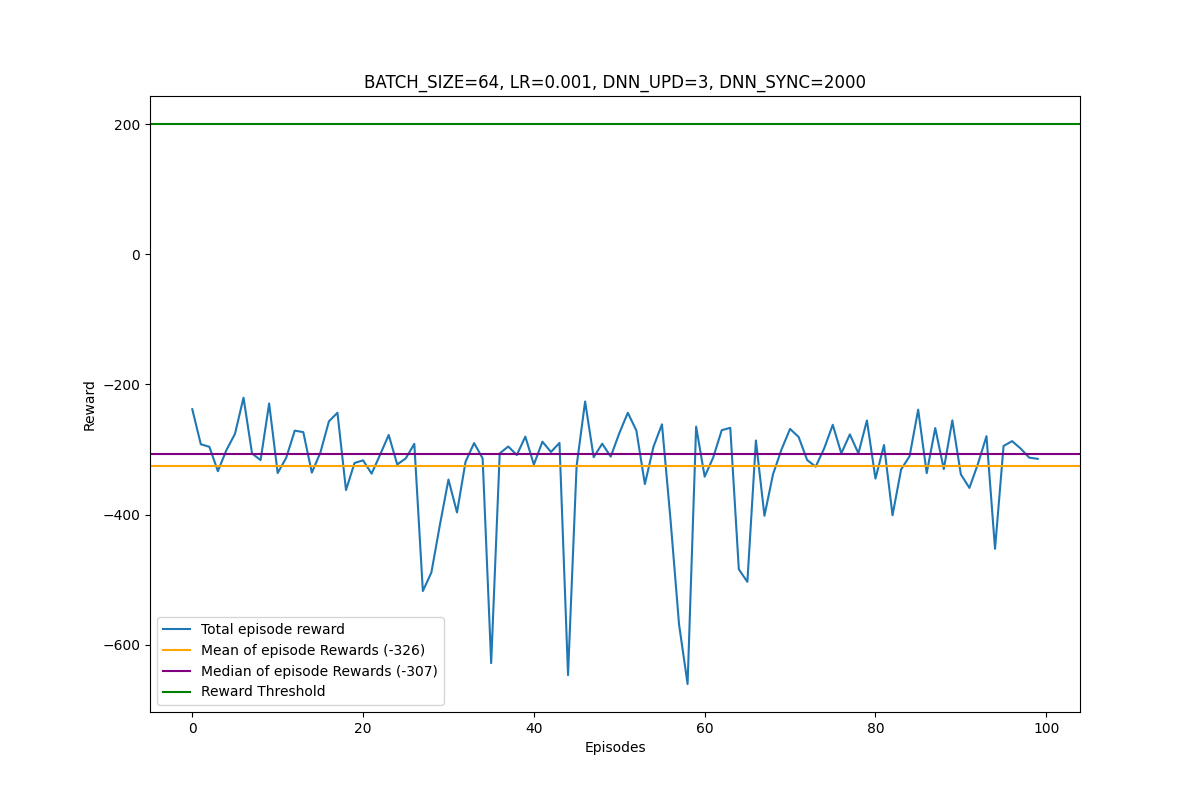 BATCH_SIZE=64, LR=0.001, DNN_UPD=3, DNN_SYNC=2000
200
0
−200
−400
−600
Reward
Total episode reward
Mean of episode Rewards (-326)
Median of episode Rewards (-307)
Reward Threshold
0 20 40 60 80 100
Episodes